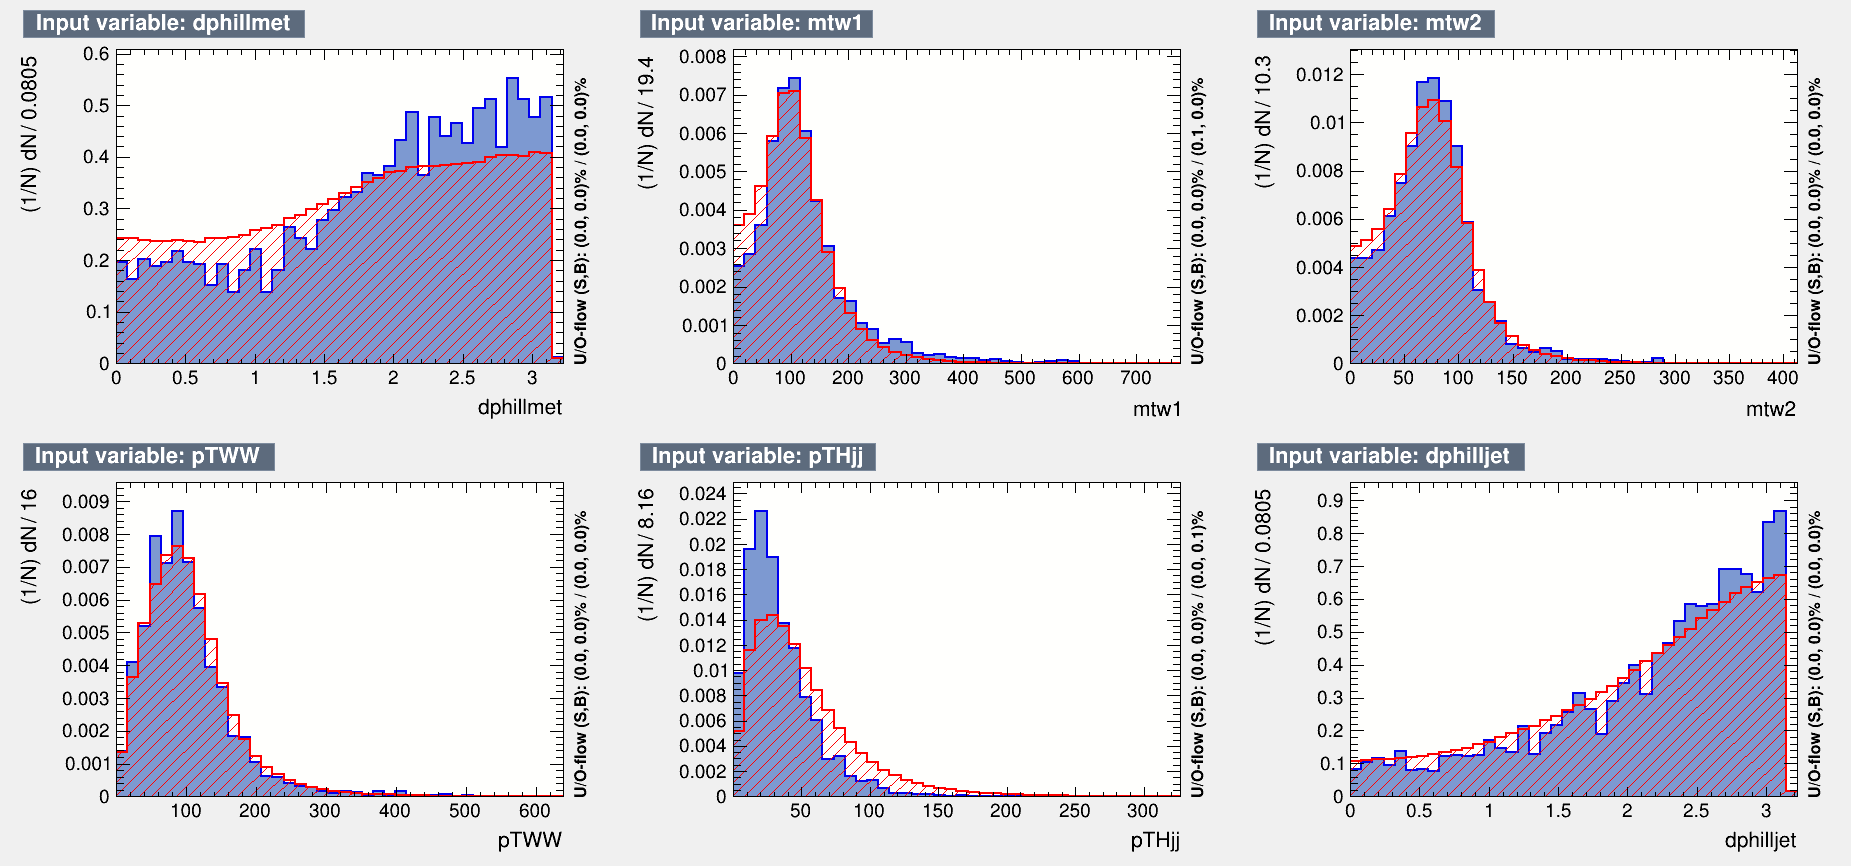 Input variable: dphillmet
(1/N) dN / 0.0805
0.6
0.5
0.4
0.3
0.2
0.1
0
0 0.5 1 1.5 2 2.5 3
dphillmet
U/O-flow (S,B): (0.0, 0.0)% / (0.0, 0.0)%
Input variable: mtw1
(1/N) dN / 19.4
0.008
0.007
0.006
0.005
0.004
0.003
0.002
0.001
0
0 100 200 300 400 500 600 700
mtw1
U/O-flow (S,B): (0.0, 0.0)% / (0.1, 0.0)%
Input variable: mtw2
(1/N) dN / 10.3
0.012
0.01
0.008
0.006
0.004
0.002
0
0 50 100 150 200 250 300 350 400
mtw2
U/O-flow (S,B): (0.0, 0.0)% / (0.0, 0.0)%
Input variable: pTWW
(1/N) dN / 16
0.009
0.008
0.007
0.006
0.005
0.004
0.003
0.002
0.001
0
100 200 300 400 500 600
pTWW
U/O-flow (S,B): (0.0, 0.0)% / (0.0, 0.0)%
Input variable: pTHjj
(1/N) dN / 8.16
0.024
0.022
0.02
0.018
0.016
0.014
0.012
0.01
0.008
0.006
0.004
0.002
0
50 100 150 200 250 300
pTHjj
U/O-flow (S,B): (0.0, 0.0)% / (0.0, 0.1)%
Input variable: dphilljet
(1/N) dN / 0.0805
0.9
0.8
0.7
0.6
0.5
0.4
0.3
0.2
0.1
0
0 0.5 1 1.5 2 2.5 3
dphilljet
U/O-flow (S,B): (0.0, 0.0)% / (0.0, 0.0)%